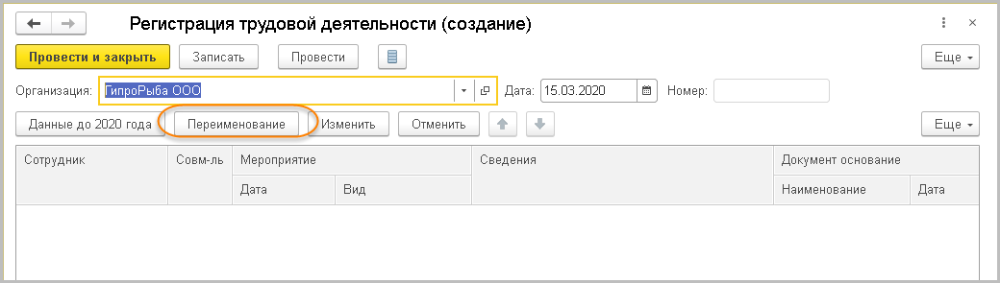 Регистрация трудовой деятельности (создание)
Провести и закрыть Записать Провести Еще
Организация: ГипроРыба ООО Дата: 15.03.2020 Номер:
Данные до 2020 года Переименование Изменить Отменить Еще
Сотрудник Совм-ль Мероприятие Сведения Документ основание
Дата Вид Наименование Дата